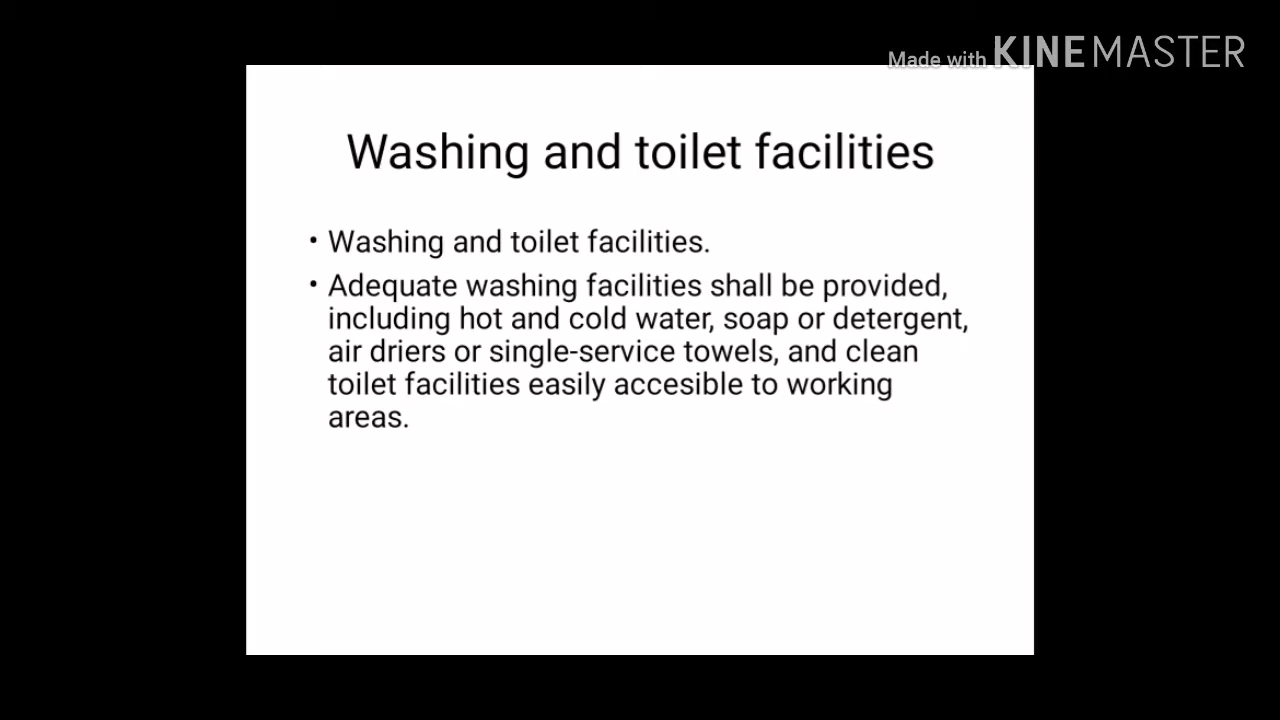 Made with KINEMASTER
Washing and toilet facilities
• Washing and toilet facilities.
• Adequate washing facilities shall be provided,
including hot and cold water, soap or detergent,
air driers or single-service towels, and clean
toilet facilities easily accesible to working
areas.